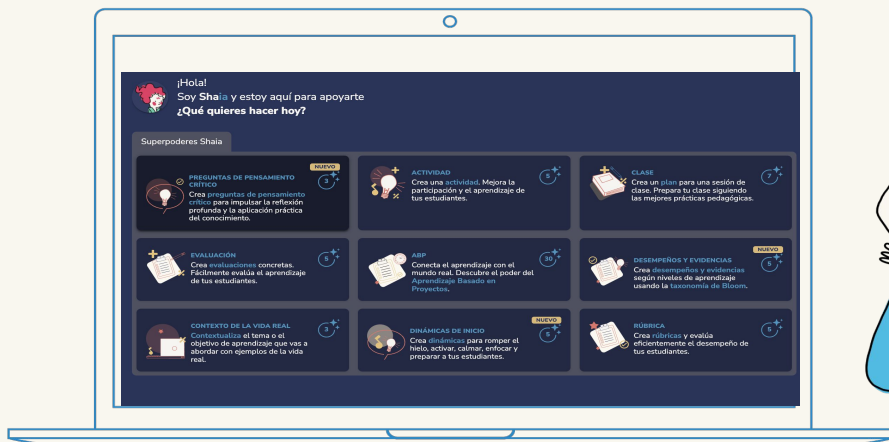 ¡Hola!
Soy Shaia y estoy aquí para apoyarte
¿Qué quieres hacer hoy?
Superpoderes Shaia
NUEVO
PREGUNTAS DE PENSAMIENTO
CRÍTICO
3
Crea preguntas de pensamiento
crítico para impulsar la reflexión
profunda y la aplicación práctica
del conocimiento.
ACTIVIDAD
5
Crea una actividad. Mejora la
participación y el aprendizaje de
tus estudiantes.
CLASE
7
Crea un plan para una sesión de
clase. Prepara tu clase siguiendo
las mejores prácticas pedagógicas.
EVALUACIÓN
5
Crea evaluaciones concretas.
Fácilmente evalúa el aprendizaje
de tus estudiantes.
ABP
30
Conecta el aprendizaje con el
mundo real. Descubre el poder del
Aprendizaje Basado en
Proyectos.
NUEVO
DESEMPEÑOS Y EVIDENCIAS
5
Crea desempeños y evidencias
según niveles de aprendizaje
usando la taxonomía de Bloom.
CONTEXTO DE LA VIDA REAL
3
Contextualiza el tema o el
objetivo de aprendizaje que vas a
abordar con ejemplos de la vida
real.
NUEVO
DINÁMICAS DE INICIO
5
Crea dinámicas para romper el
hielo, activar, calmar, enfocar y
preparar a tus estudiantes.
RÚBRICA
5
Crea rúbricas y evalúa
eficientemente el desempeño de
tus estudiantes.